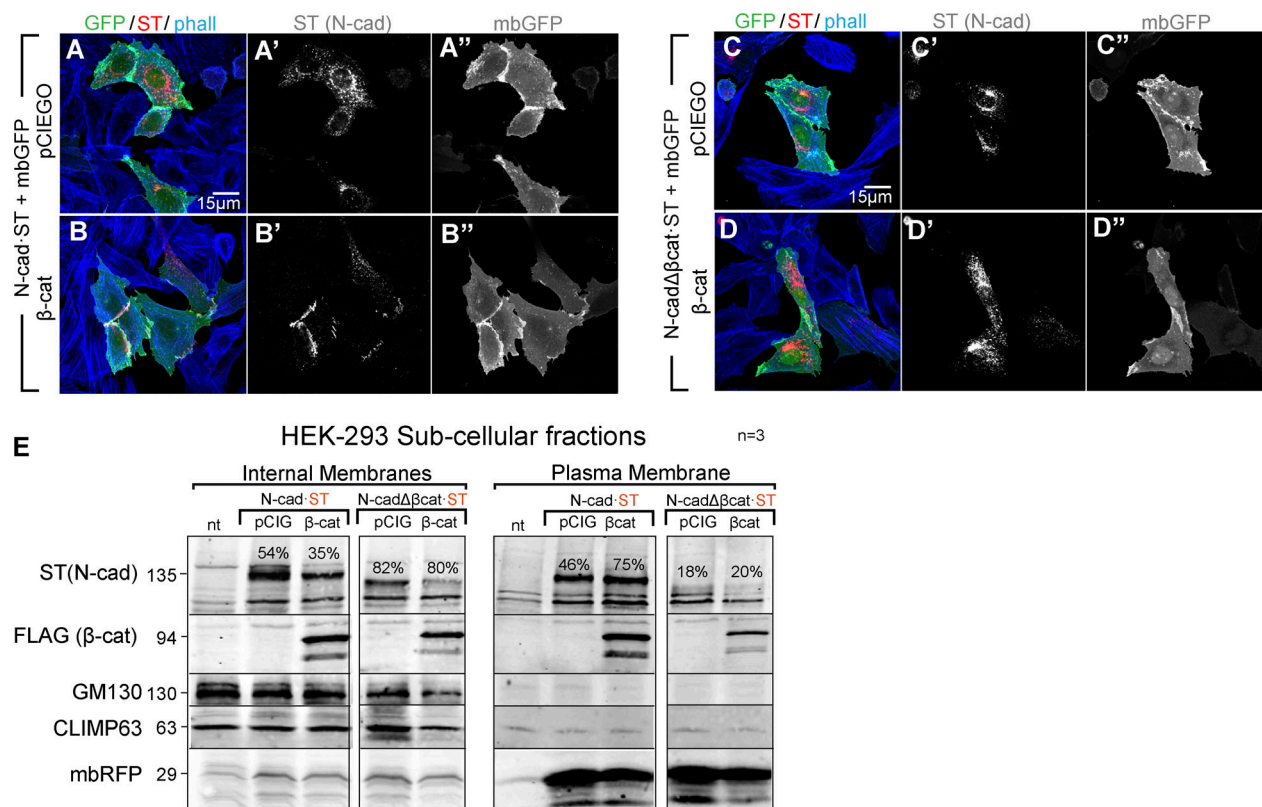 GFP/ST/phall ST (N-cad) mbGFP
N-cad·ST + mbGFP
pCIEGO
β-cat
A A’ A’’
15μm 15μm
B B’ B’’
GFP/ST/phall ST (N-cad) mbGFP
N-cadΔβcat·ST + mbGFP
pCIEGO
β-cat
C C’ C’’
15μm
D D’ D’’
E
HEK-293 Sub-cellular fractions n=3
Internal Membranes Plasma Membrane
N-cad·ST N-cadΔβcat·ST N-cad·ST N-cadΔβcat·ST
nt pCIG β-cat pCIG β-cat nt pCIG βcat pCIG βcat
54% 35% 82% 80% 46% 75% 18% 20%
ST(N-cad) 135
FLAG (β-cat) 94
GM130 130
CLIMP63 63
mbRFP 29